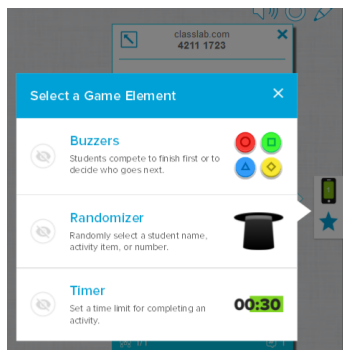 classlab.com
4211 1723
Select a Game Element
Buzzers
Students compete to finish first or to
decide who goes next.
Randomizer
Randomly select a student name,
activity item, or number.
Timer
Set a time limit for completing an
activity.
00:30